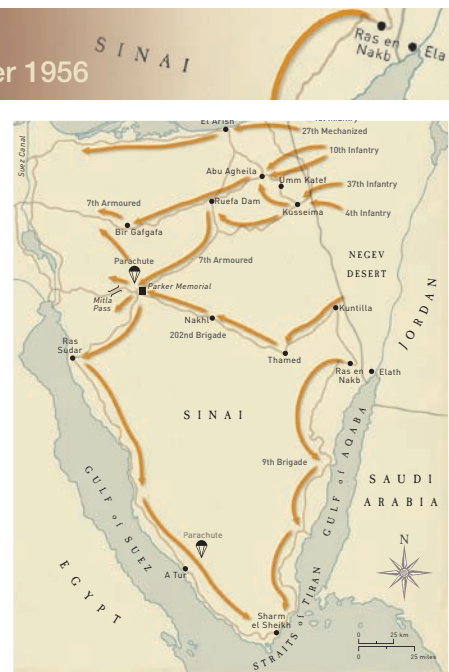 er 1956
SINAI
Ras en
Nakb
Ela
El Arish
27th Mechanized
10th Infantry
Suez Canal
Abu Agheila
Umm Katef
37th Infantry
7th Armoured
Ruefa Dam
Kusseima
4th Infantry
Bir Gafgafa
NEGEV
DESERT
Parachute
7th Armoured
Parker Memorial
Mitla
Pass
JORDAN
Kuntilla
Nakhl
202nd Brigade
Ras
Sudar
Thamed
Ras en
Nakb
Elath
SINAI
GULF of AQABA
9th Brigade
SAUDI
ARABIA
GULF of SUEZ
Parachute
N
EGYPT
A Tur
STRAITS of TIRAN
Sharm
el Sheikh
0 25 km
0 25 miles